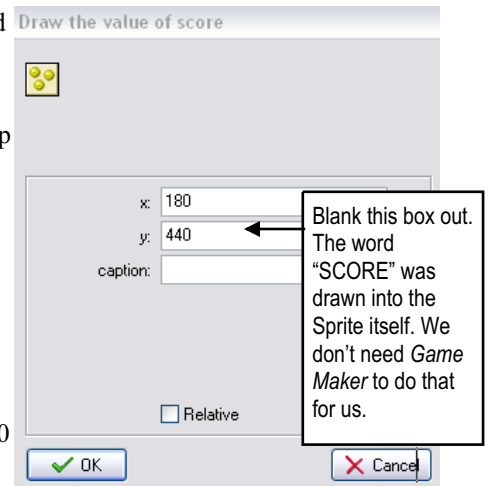 d
Draw the value of score
p
x: 180
y: 440
caption:
Blank this box out.
The word
“SCORE” was
drawn into the
Sprite itself. We
don’t need Game
Maker to do that
for us.
Relative
0
OK
Cancel